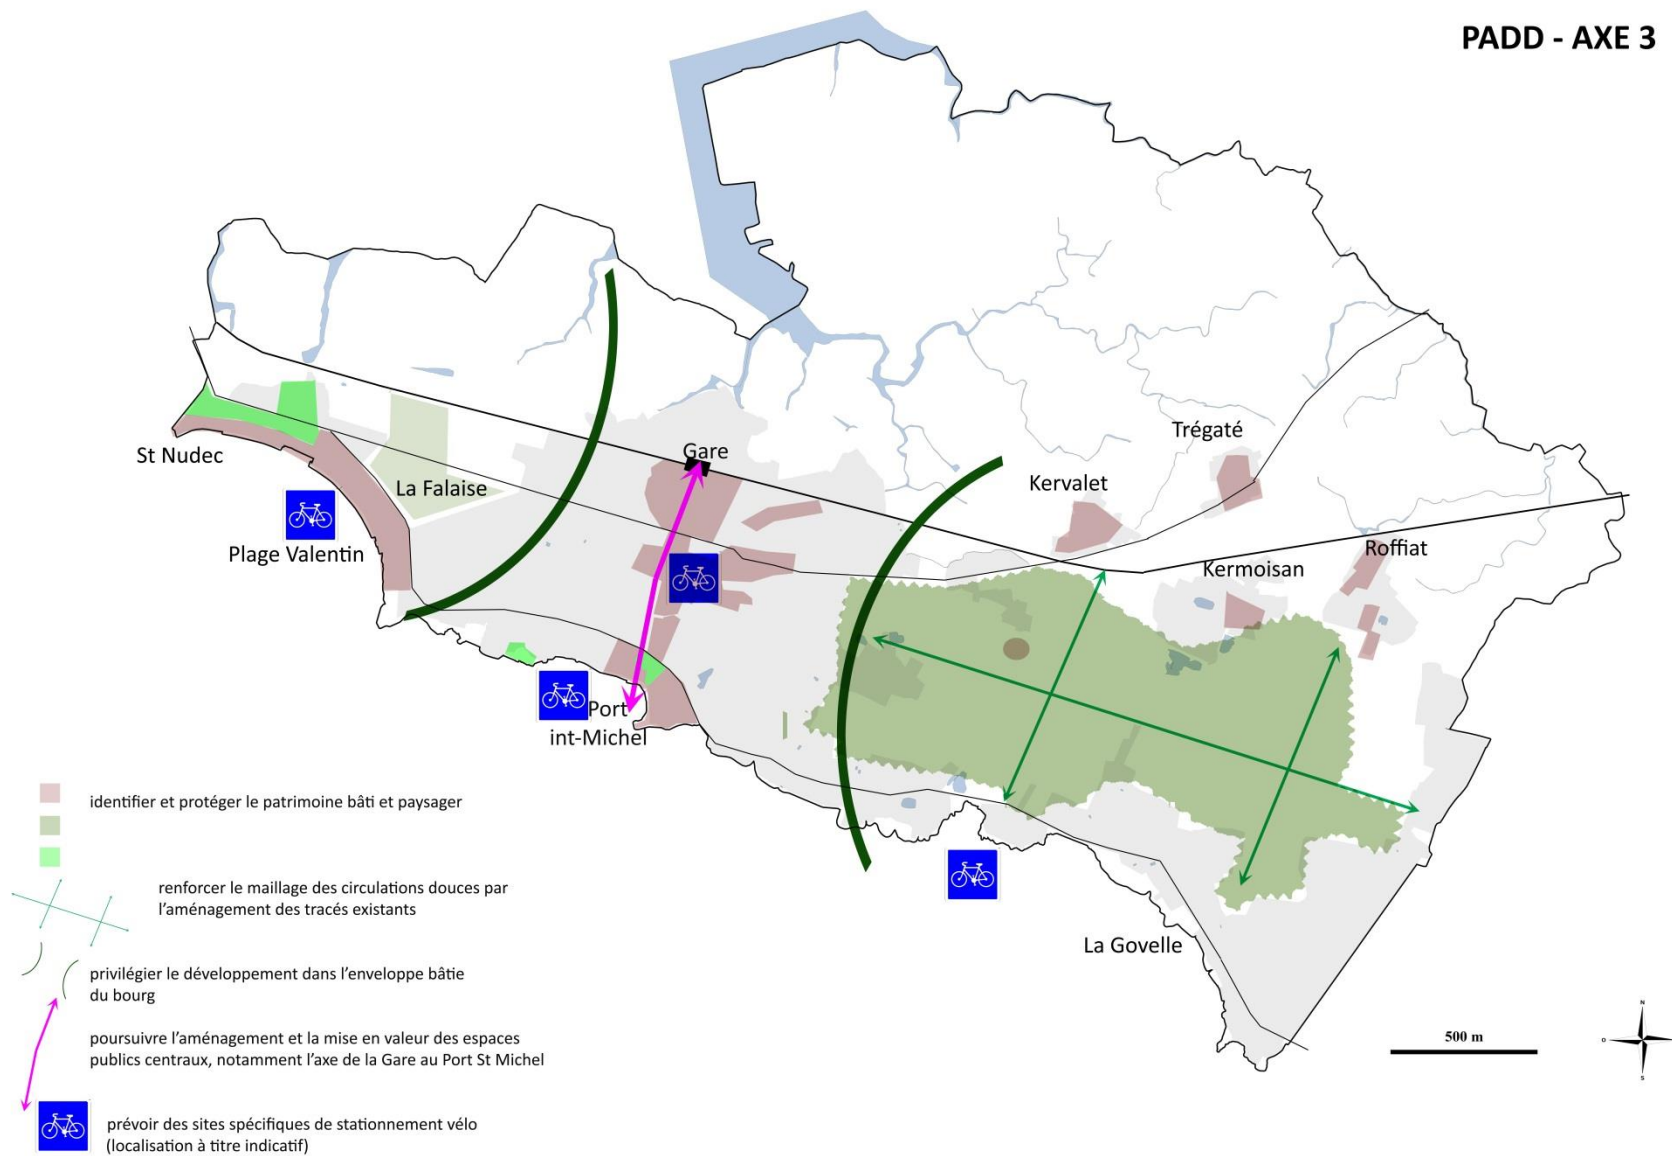 PADD - AXE 3
Gare
Trégaté
St Nudec
La Falaise
Kervalet
Plage Valentin
Roffiat
Kermoisan
Port
int-Michel
La Govelle
identifier et protéger le patrimoine bâti et paysager
renforcer le maillage des circulations douces par
l'aménagement des tracés existants
privilégier le développement dans l'enveloppe bâtie
du bourg
poursuivre l'aménagement et la mise en valeur des espaces
publics centraux, notamment l'axe de la Gare au Port St Michel
prévoir des sites spécifiques de stationnement vélo
(localisation à titre indicatif)
500 m
N
O
S